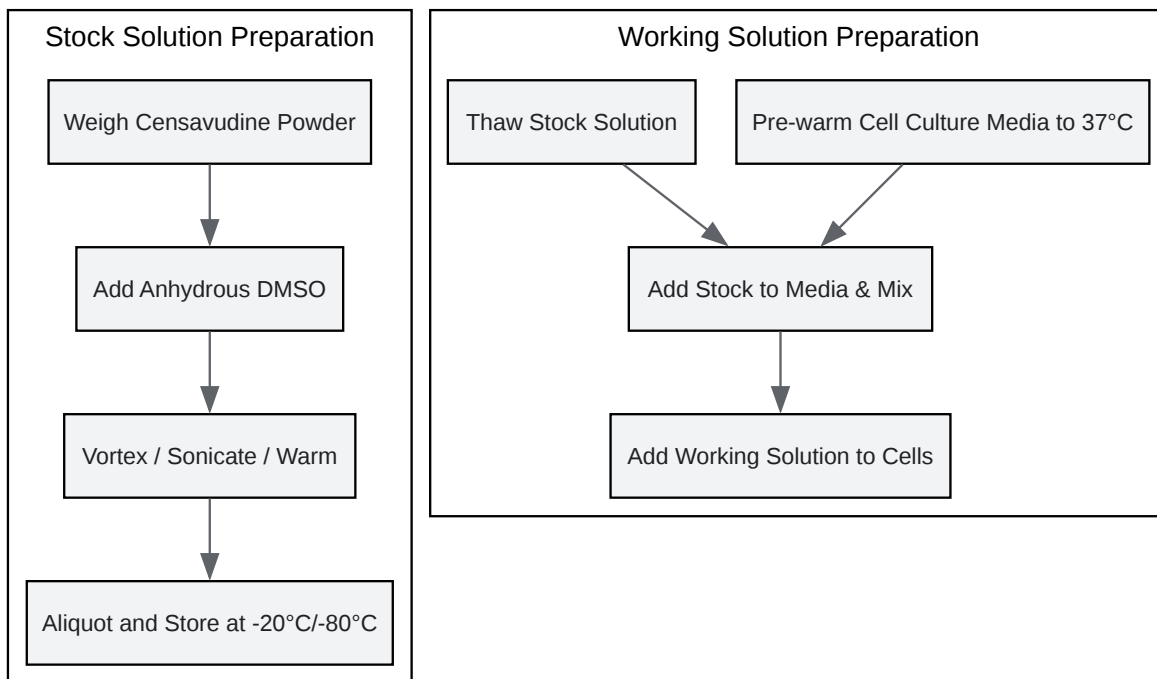 Stock Solution Preparation
Weigh Censavudine Powder
Add Anhydrous DMSO
Vortex / Sonicate / Warm
Aliquot and Store at -20°C/-80°C
Working Solution Preparation
Thaw Stock Solution
Pre-warm Cell Culture Media to 37°C
Add Stock to Media & Mix
Add Working Solution to Cells